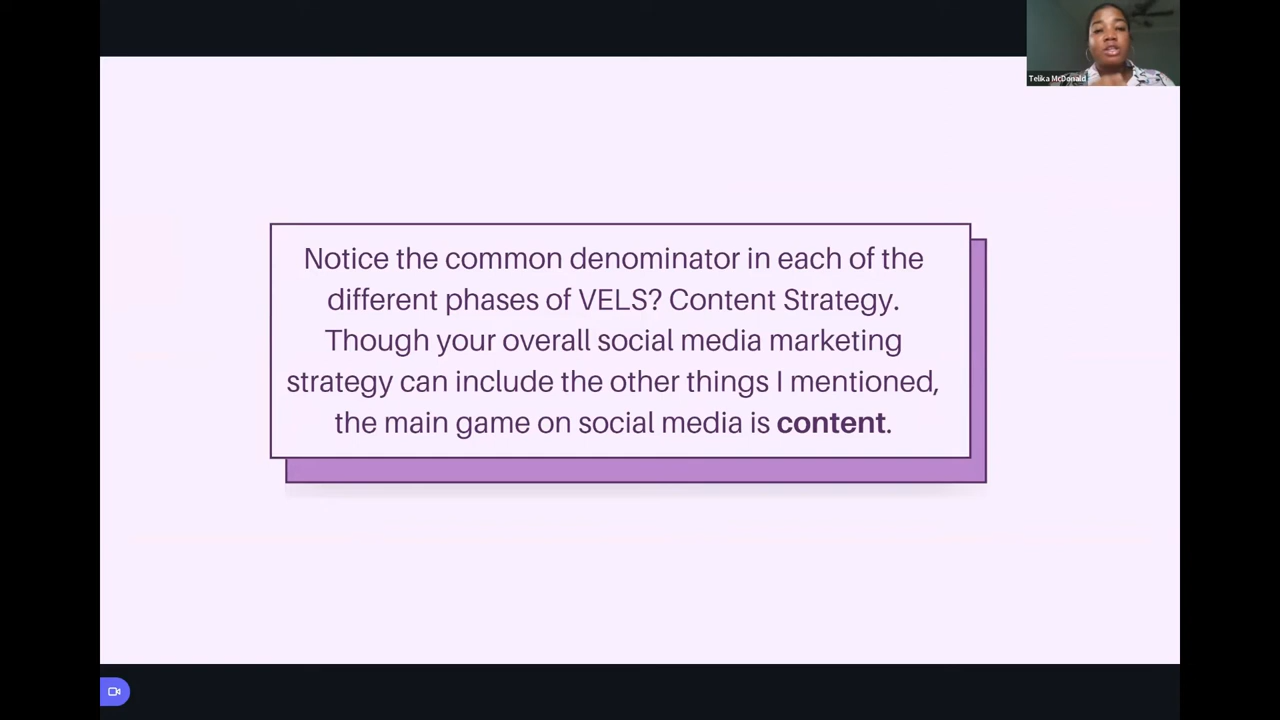 Telika McDonald
Notice the common denominator in each of the
different phases of VELS? Content Strategy.
Though your overall social media marketing
strategy can include the other things I mentioned,
the main game on social media is content.